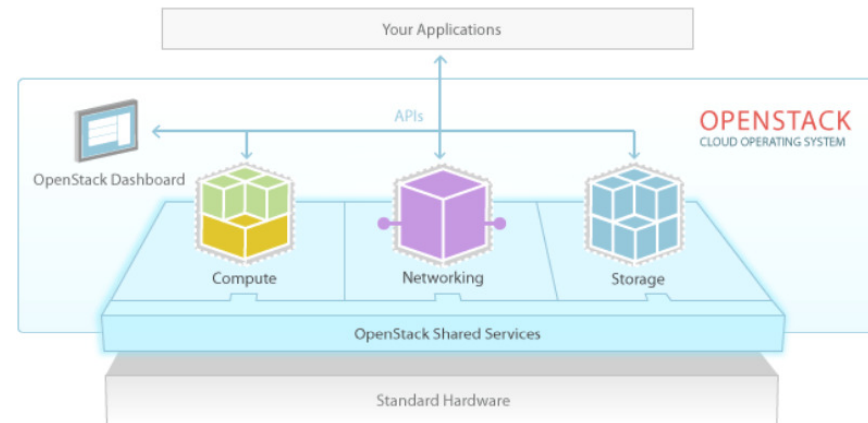 Your Applications
APIs
OPENSTACK
CLOUD OPERATING SYSTEM
OpenStack Dashboard
Compute
Networking
Storage
OpenStack Shared Services
Standard Hardware